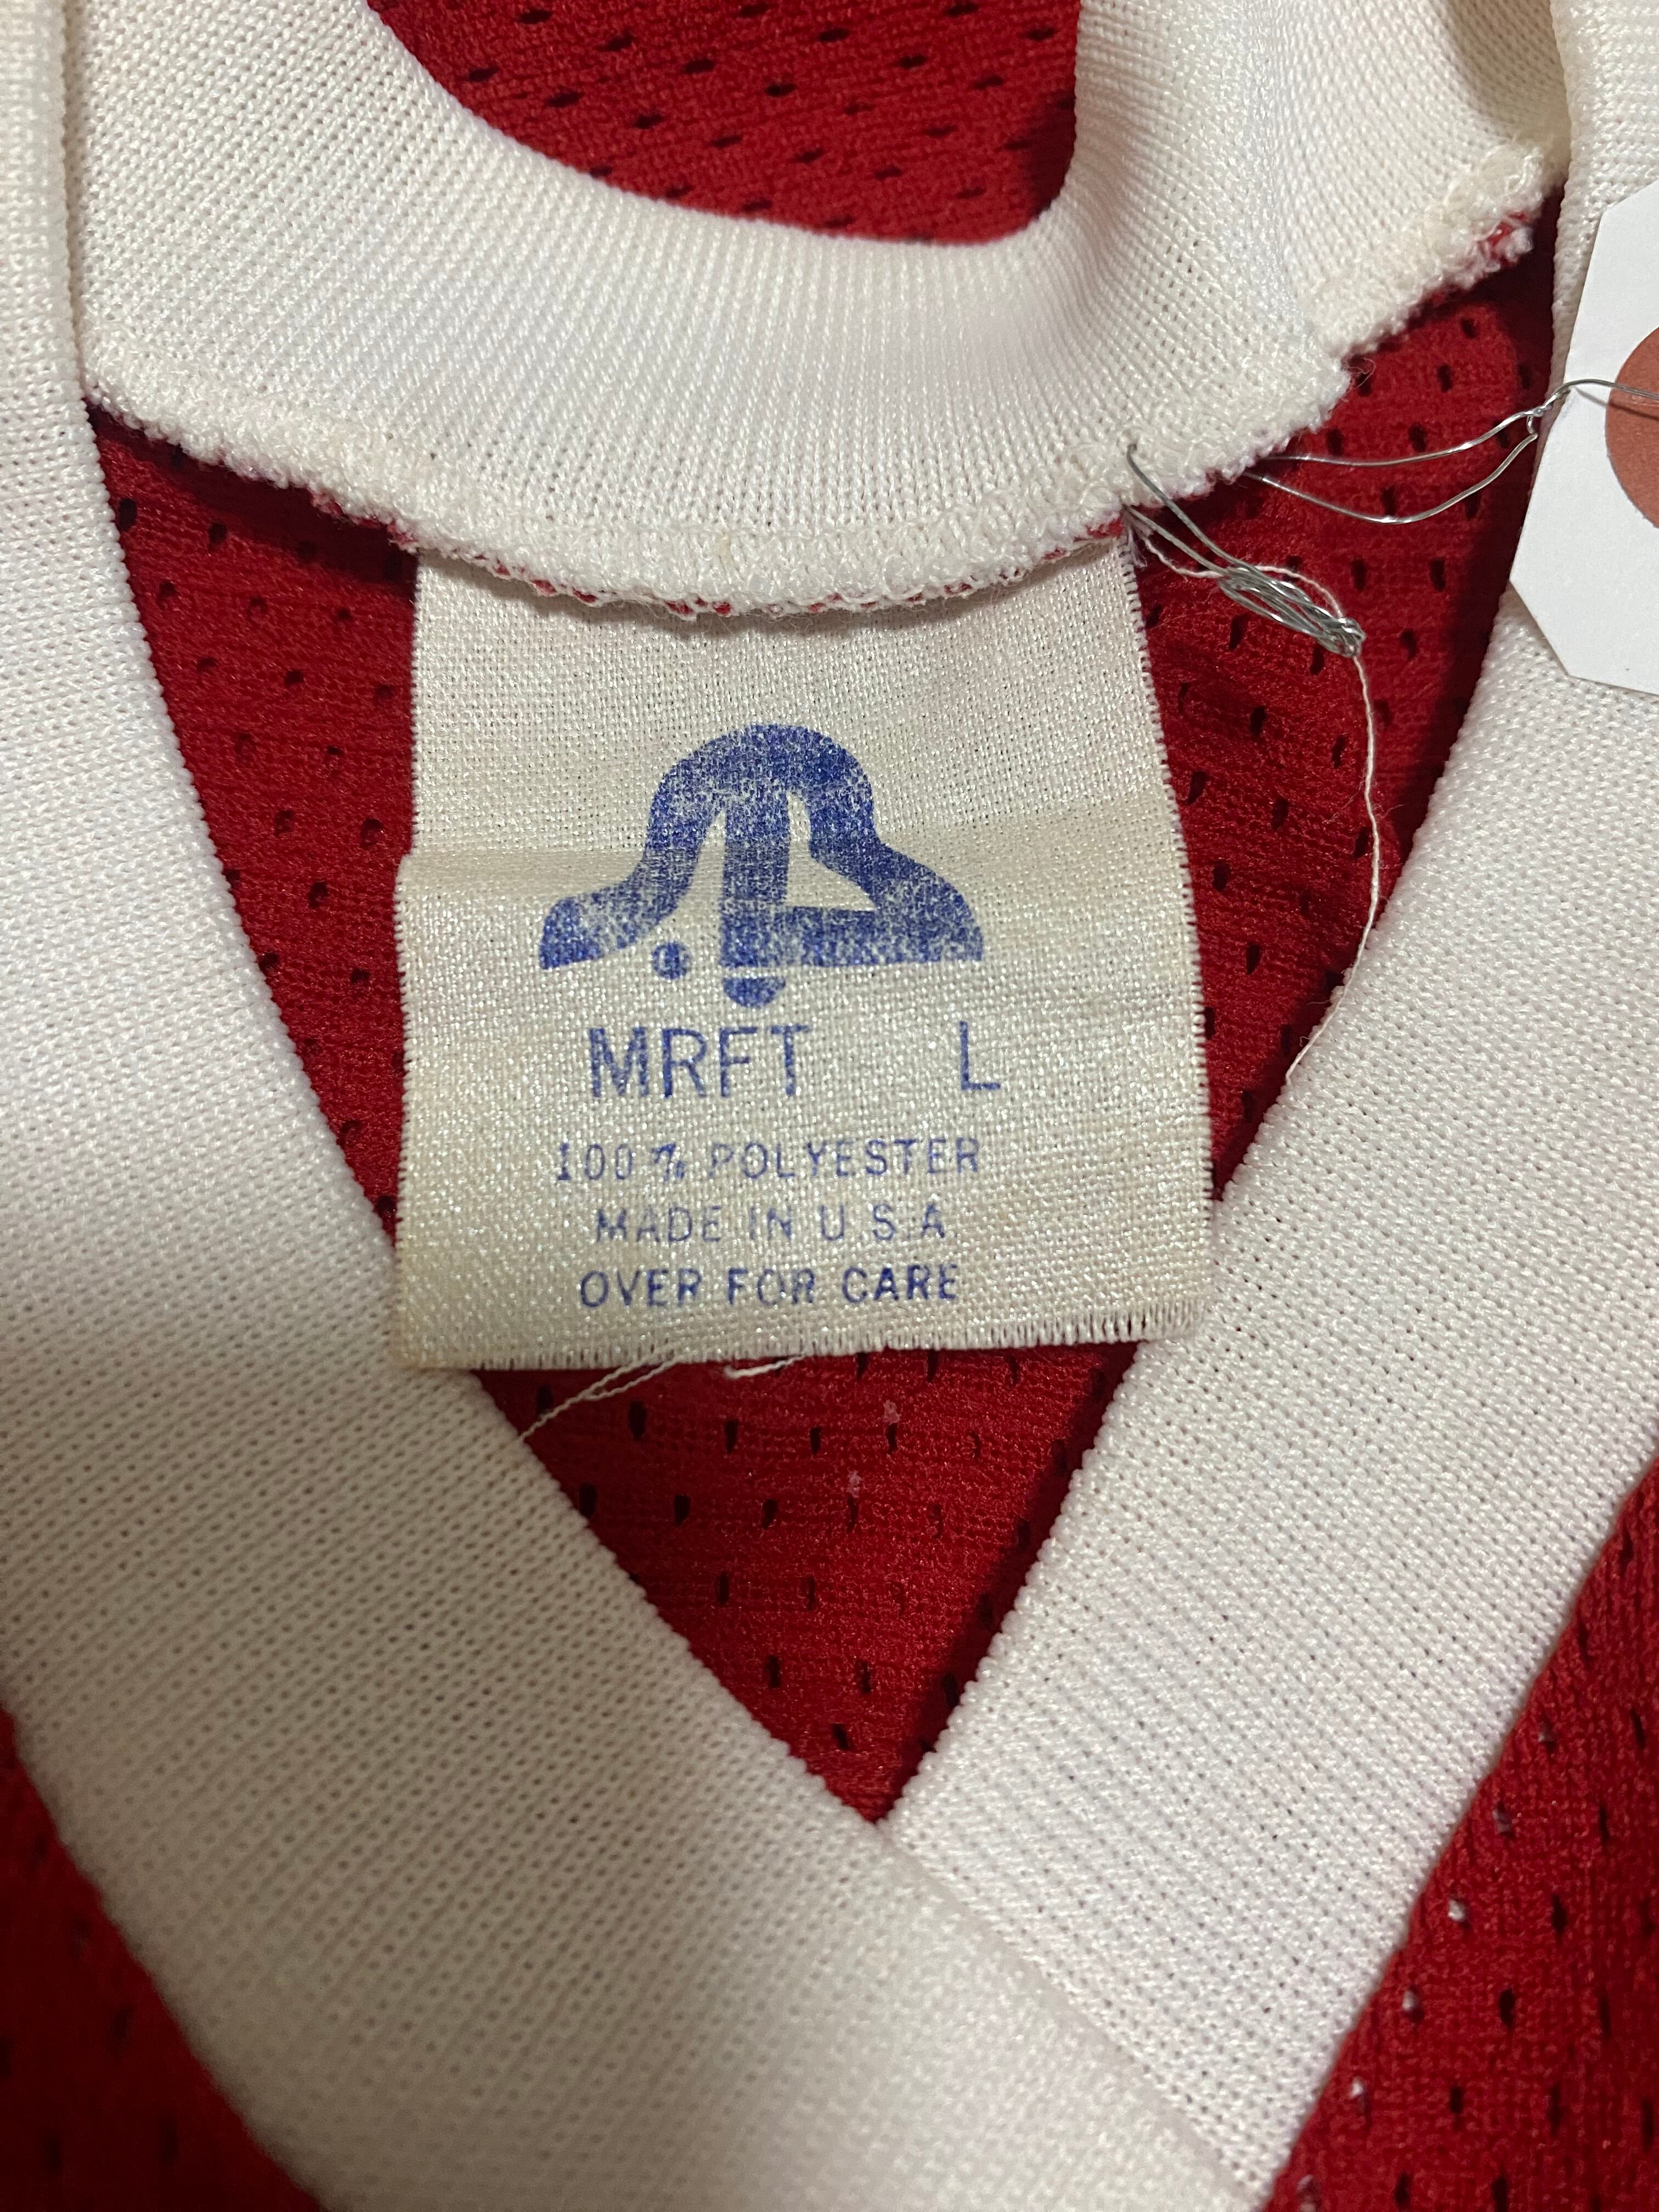 MRFT L
100% POLYESTER
MADE IN U.S.A.
OVER FOR CARE